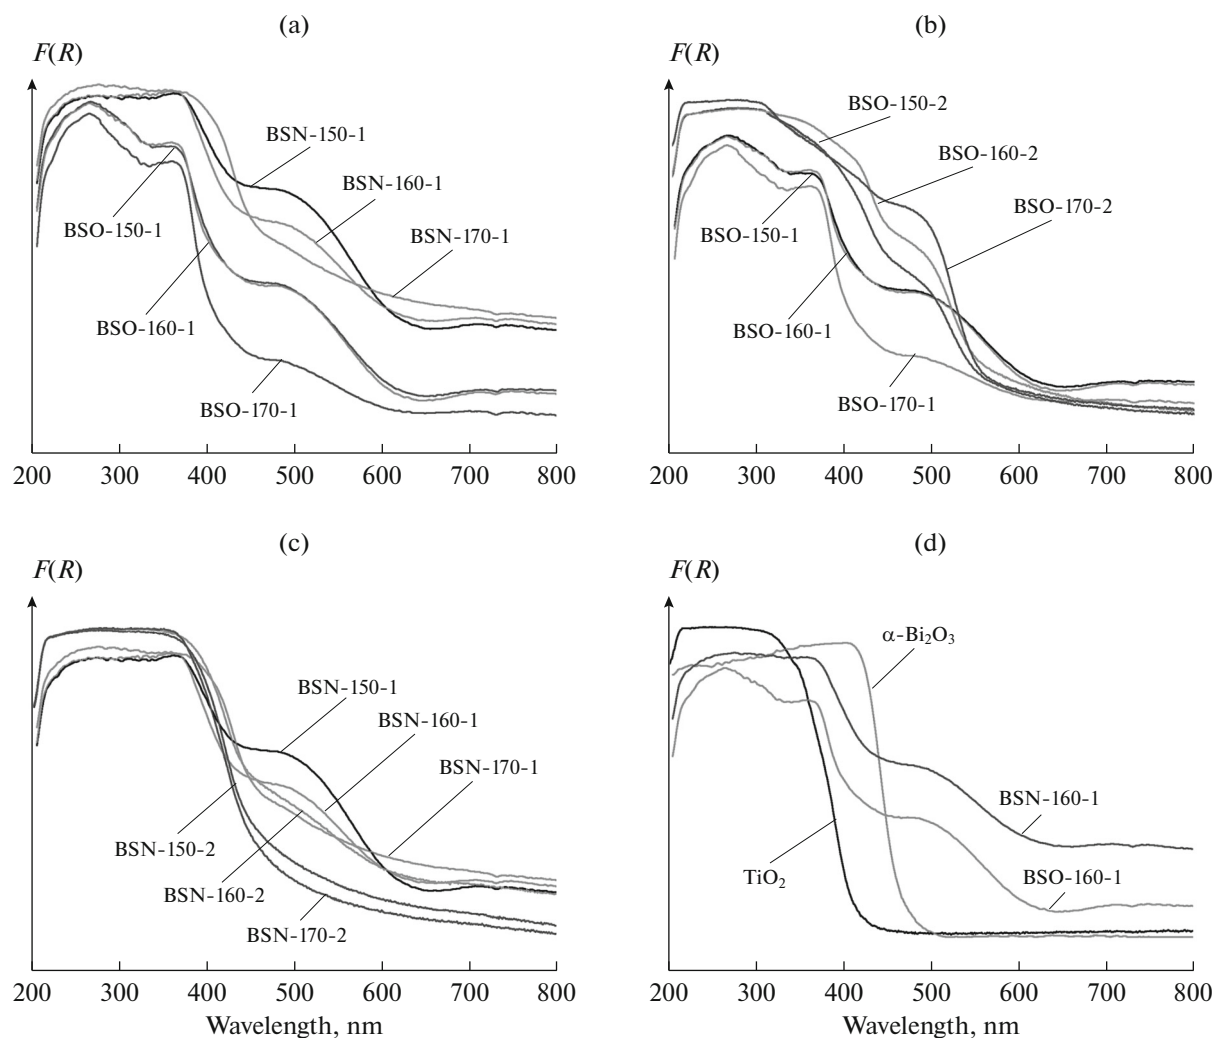 (a)
F(R)
BSN-150-1
BSN-160-1
BSN-170-1
BSO-150-1
BSO-160-1
BSO-170-1
200 300 400 500 600 700 800
(b)
F(R)
BSO-150-2
BSO-160-2
BSO-170-2
BSO-150-1
BSO-160-1
BSO-170-1
200 300 400 500 600 700 800
(c)
F(R)
BSN-150-1
BSN-160-1
BSN-170-1
BSN-150-2
BSN-160-2
BSN-170-2
200 300 400 500 600 700 800
Wavelength, nm
(d)
F(R)
α-Bi₂O₃
BSN-160-1
TiO₂
BSO-160-1
200 300 400 500 600 700 800
Wavelength, nm